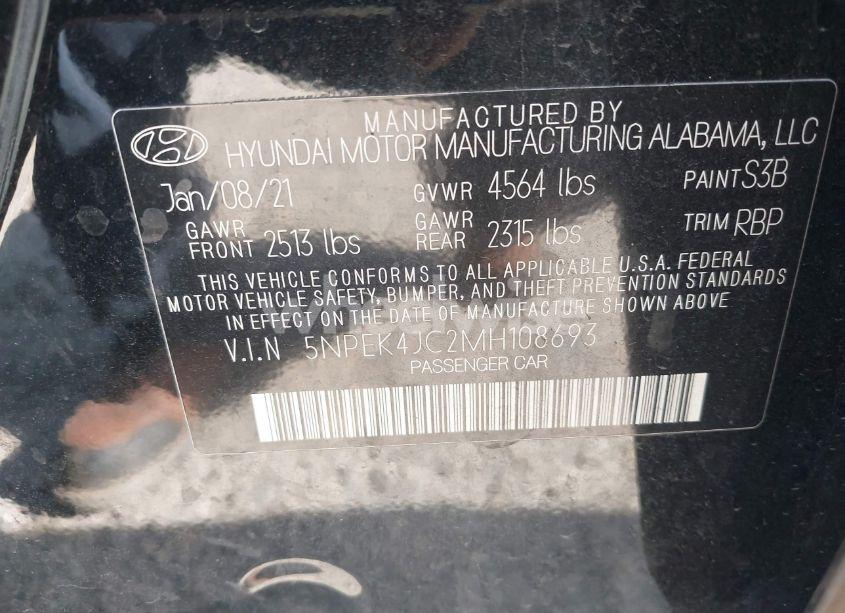 MANUFACTURED BY
HYUNDAI MOTOR MANUFACTURING ALABAMA, LLC
Jan/08/21 GVWR 4564 lbs PAINT S3B
GAWR FRONT 2513 lbs GAWR REAR 2315 lbs TRIM RBP
THIS VEHICLE CONFORMS TO ALL APPLICABLE U.S.A. FEDERAL
MOTOR VEHICLE SAFETY, BUMPER, AND THEFT PREVENTION STANDARDS
IN EFFECT ON THE DATE OF MANUFACTURE SHOWN ABOVE
V.I.N 5NPEK4JC2MH108693
PASSENGER CAR